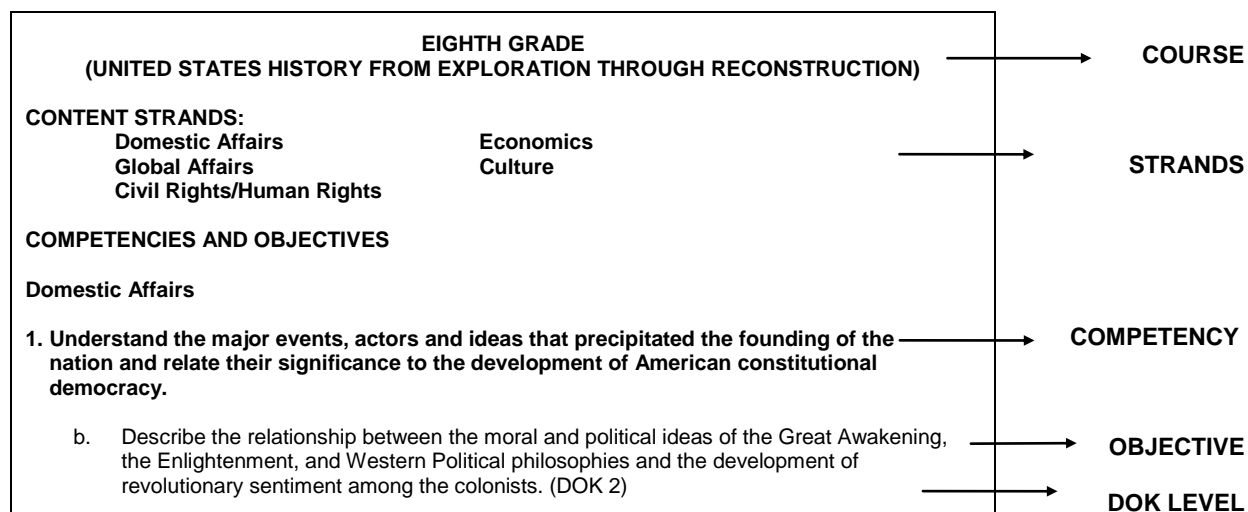 EIGHTH GRADE
(UNITED STATES HISTORY FROM EXPLORATION THROUGH RECONSTRUCTION)
COURSE
CONTENT STRANDS:
Domestic Affairs Economics
Global Affairs Culture
STRANDS
Civil Rights/Human Rights
COMPETENCIES AND OBJECTIVES
Domestic Affairs
1. Understand the major events, actors and ideas that precipitated the founding of the
COMPETENCY
nation and relate their significance to the development of American constitutional
democracy.
b. Describe the relationship between the moral and political ideas of the Great Awakening,
OBJECTIVE
the Enlightenment, and Western Political philosophies and the development of
revolutionary sentiment among the colonists. (DOK 2)
DOK LEVEL